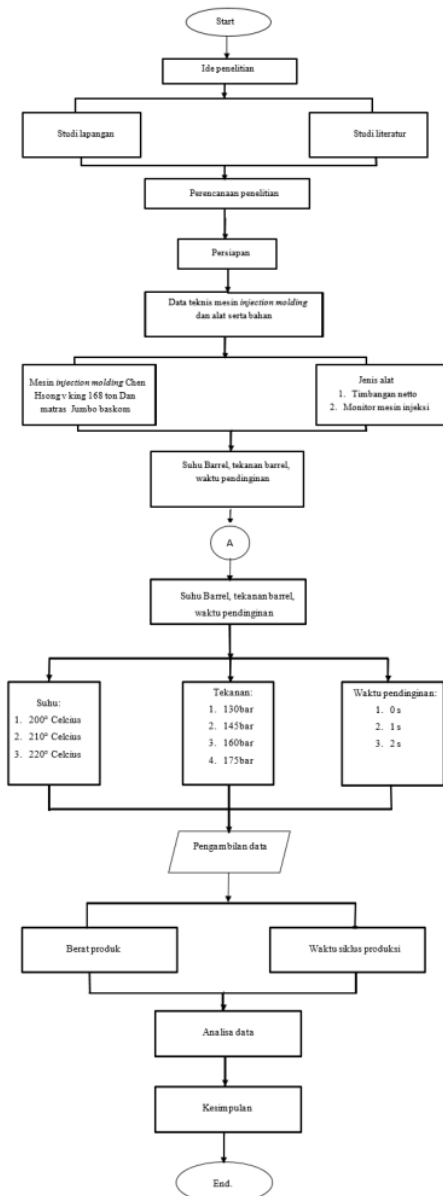 Start
Ide penelitian
Studi lapangan
Studi literatur
Perencanaan penelitian
Persiapan
Data teknis mesin injection molding
dan alat serta bahan
Mesin injection molding Chen
Hsong v king 168 ton Dan
matras Jumbo baskom
Jenis alat
1. Timbangan netto
2. Monitor mesin injeksi
Suhu Barrel, tekanan barrel,
waktu pendinginan
A
Suhu Barrel, tekanan barrel,
waktu pendinginan
Suhu:
1. 200° Celcius
2. 210° Celcius
3. 220° Celcius
Tekanan:
1. 130bar
2. 145bar
3. 160bar
4. 175bar
Waktu pendinginan:
1. 0 s
2. 1 s
3. 2 s
Pengambilan data
Berat produk
Waktu siklus produksi
Analisa data
Kesimpulan
End.